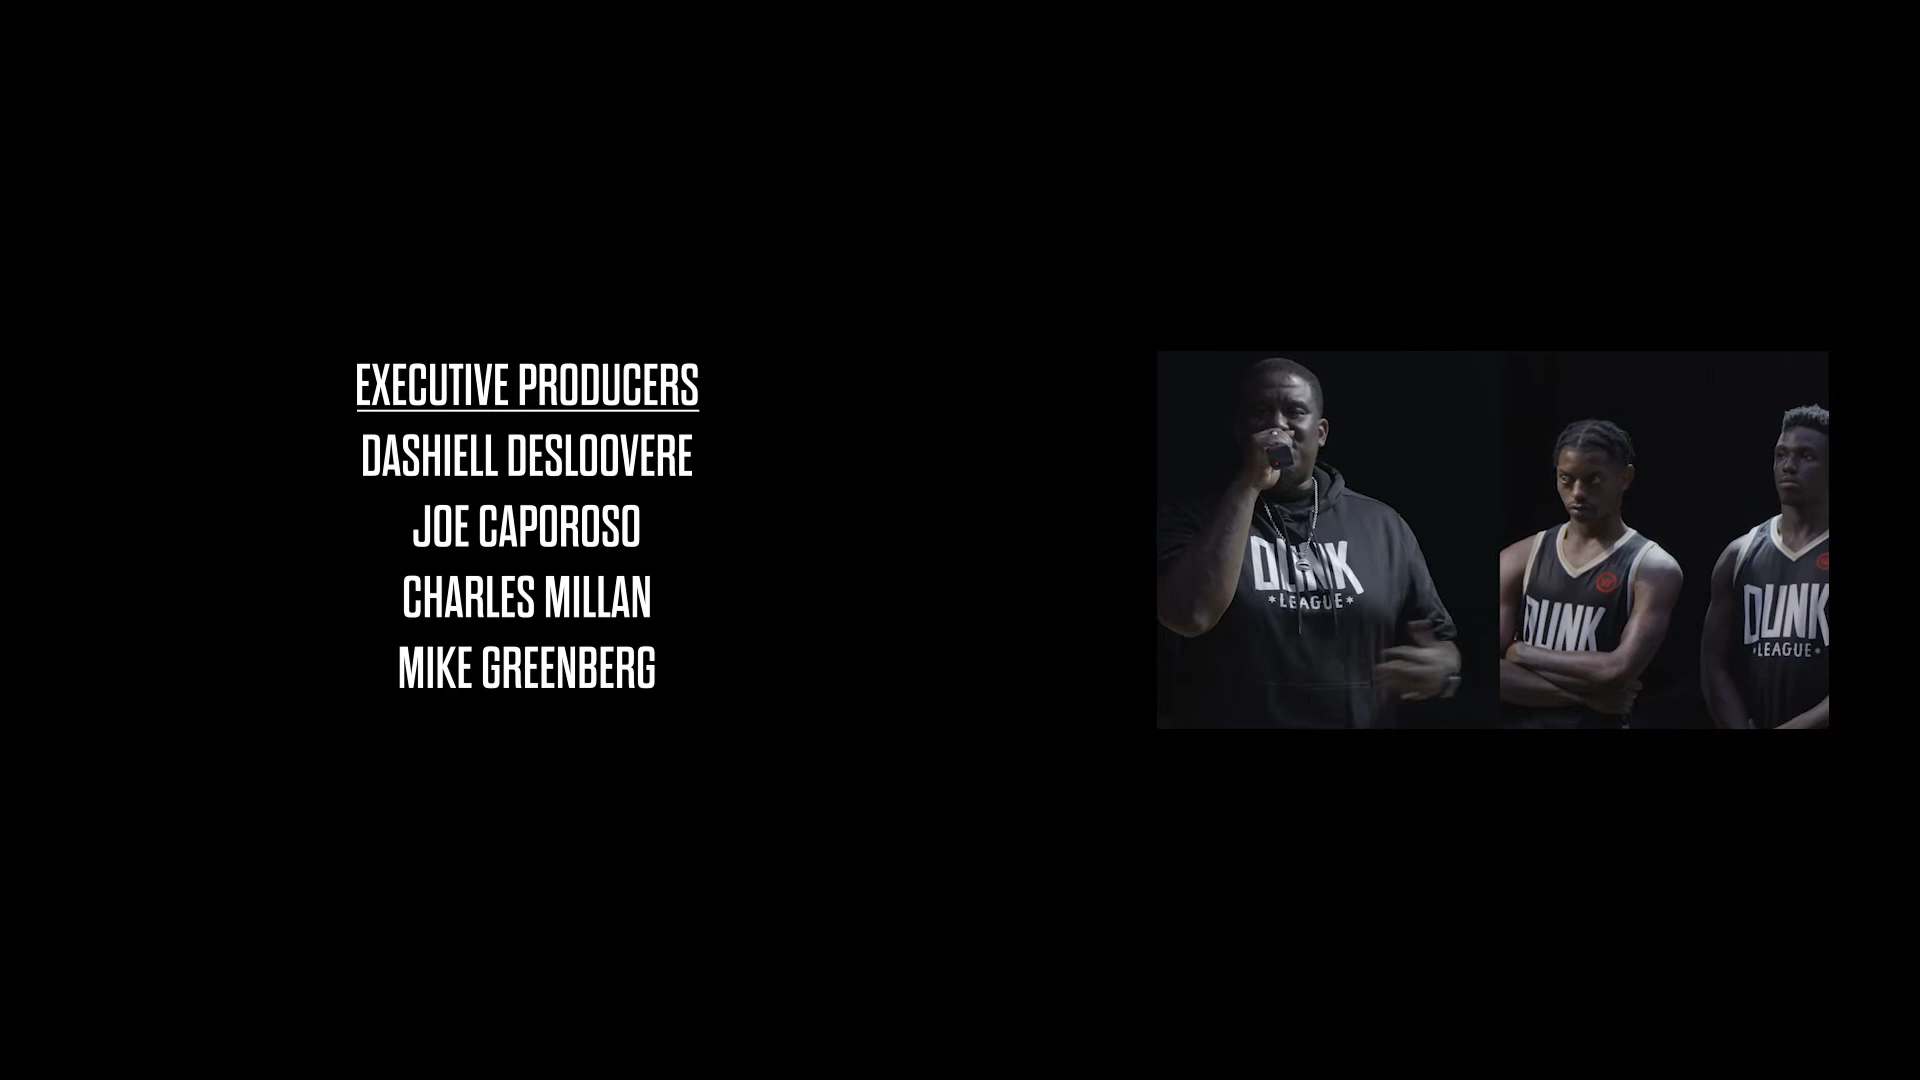 EXECUTIVE PRODUCERS
DASHIELL DESLOOVERE
JOE CAPOROSO
CHARLES MILLAN
MIKE GREENBERG
DUNK
*LEAGUE*
DUNK
DUNK
*LEAGUE*